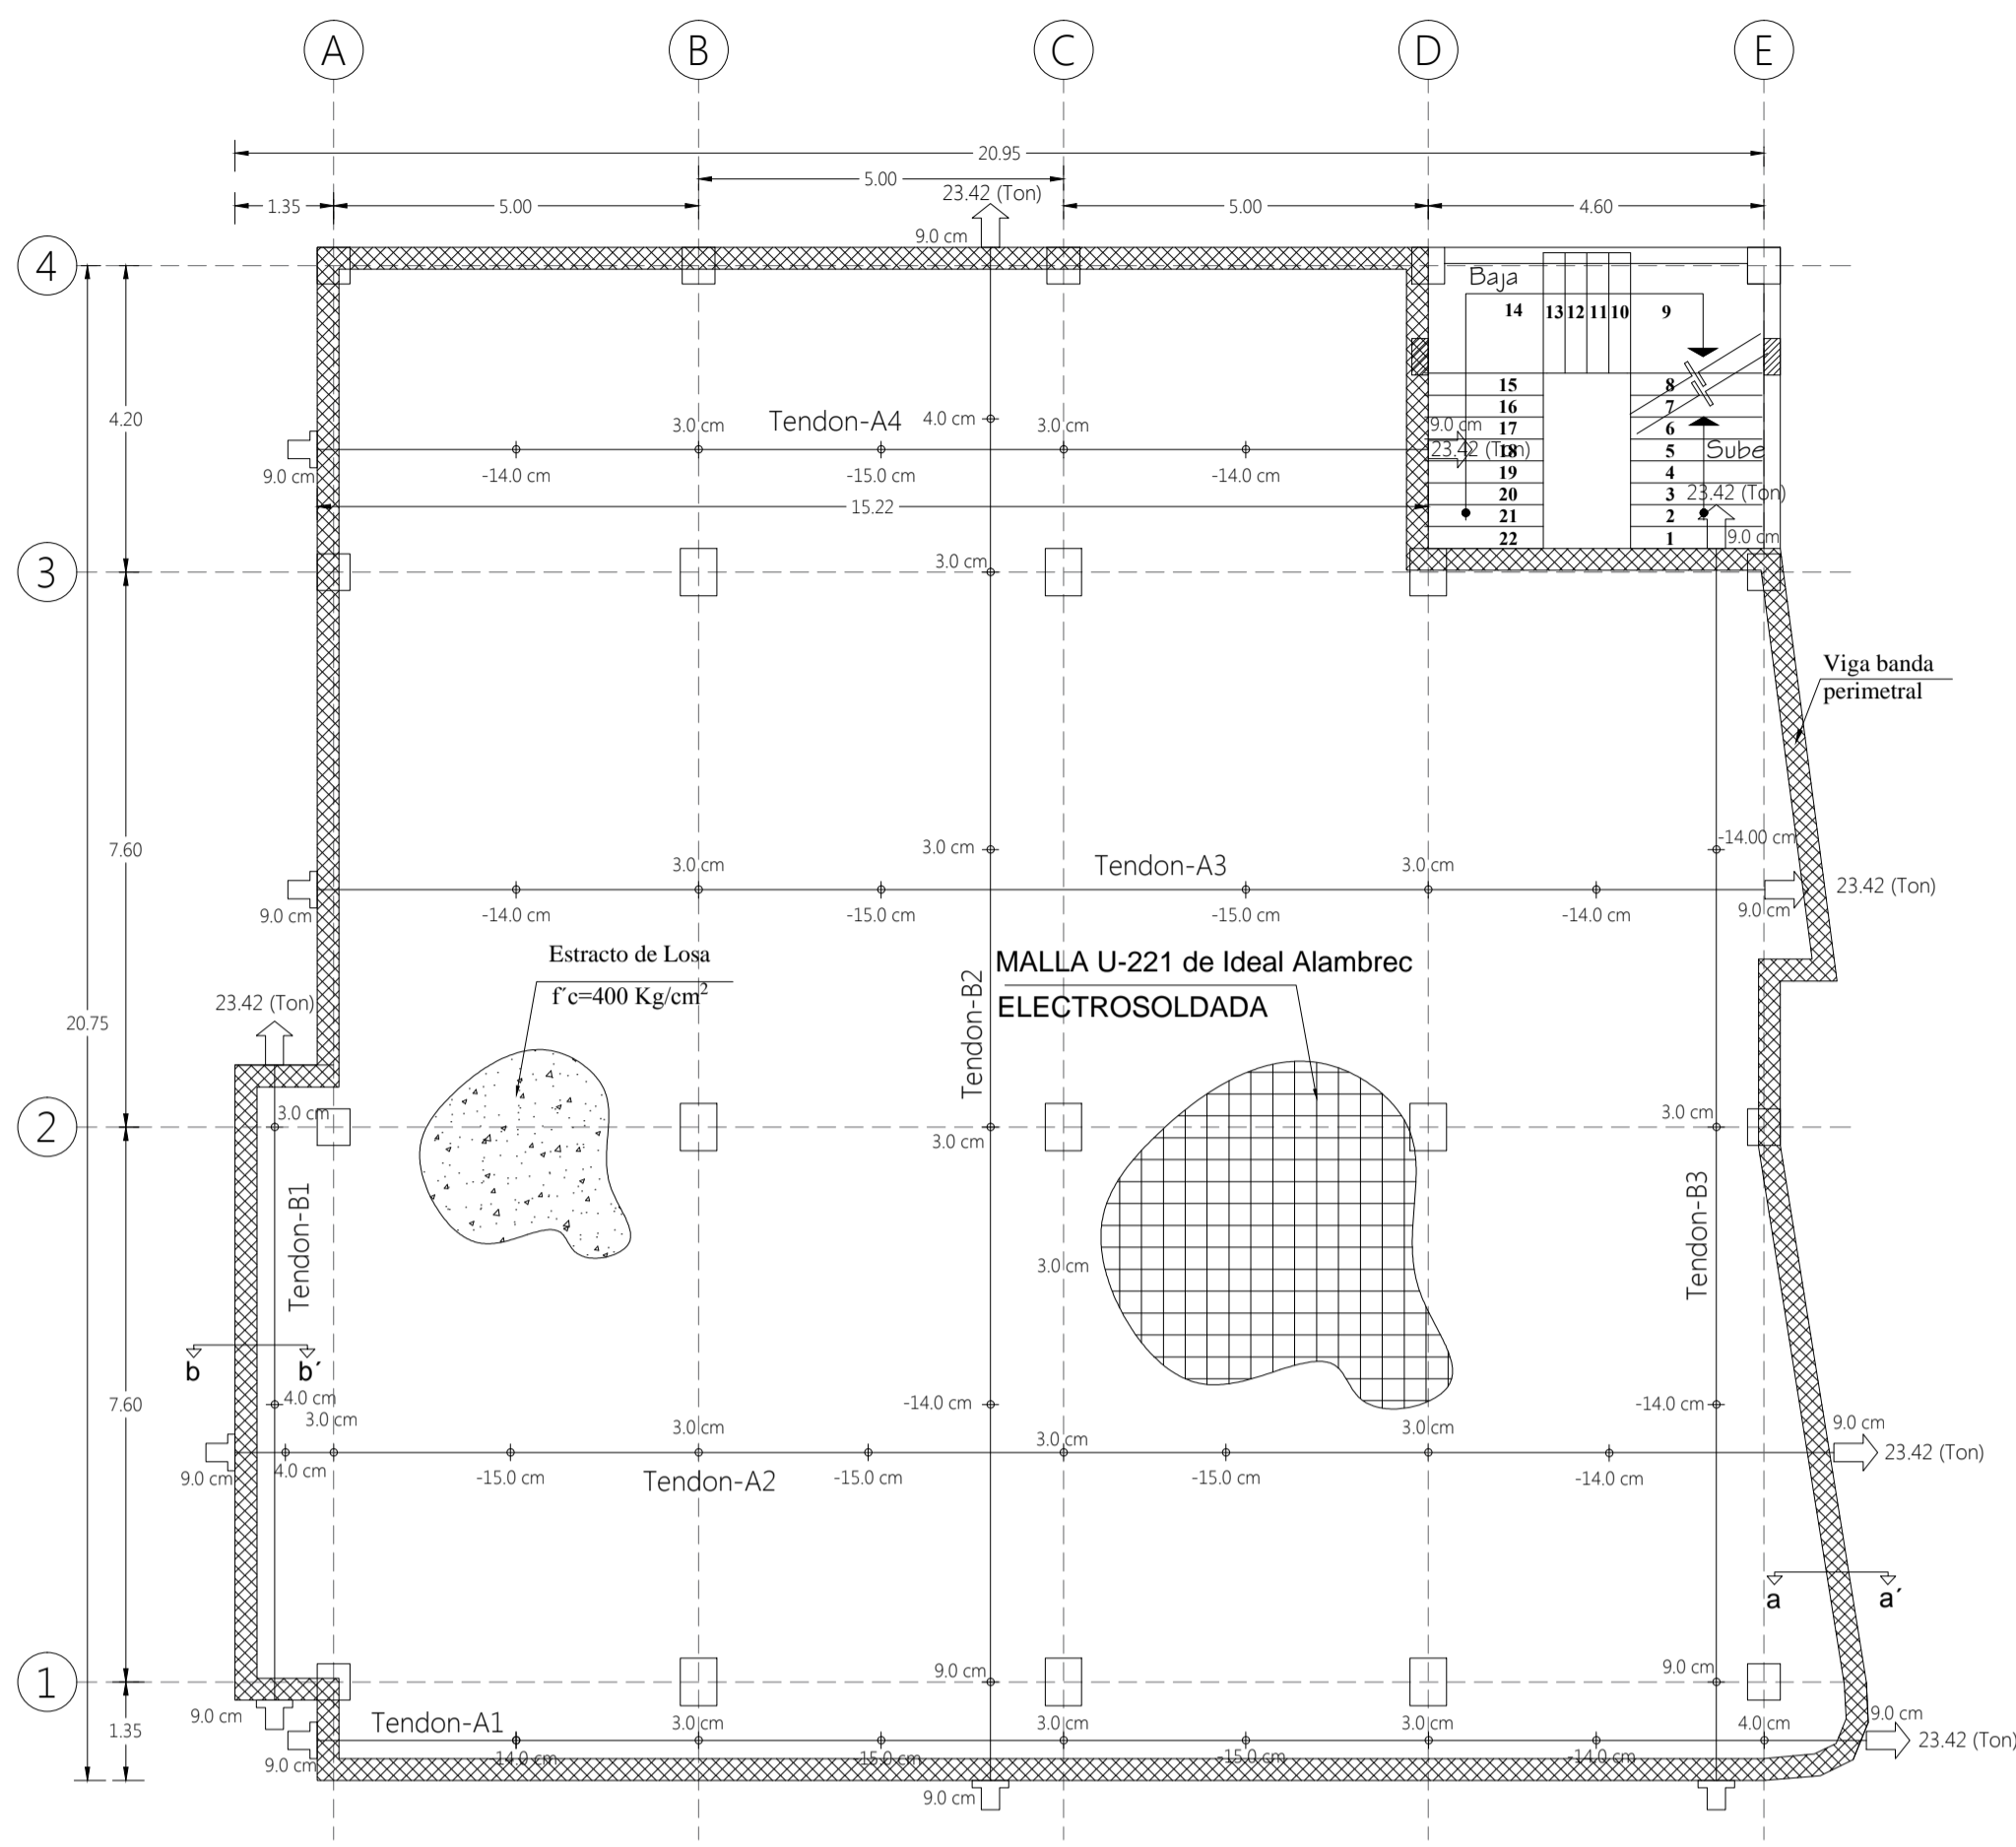 A
B
C
D
E
20.95
5.00
23.42 (Ton)
1.35
5.00
5.00
4.60
9.0 cm
4
Baja
14
13
12
11
10
9
4.20
15
16
17
18
19
20
21
22
8
7
6
5
4
3
2
1
Sube
3.0 cm
Tendon-A4
4.0 cm
3.0 cm
9.0 cm
23.42 (Ton)
9.0 cm
-14.0 cm
-15.0 cm
-14.0 cm
15.22
23.42 (Ton)
9.0 cm
3
3.0 cm
Viga banda
perimetral
7.60
3.0 cm
3.0 cm
Tendon-A3
3.0 cm
-14.00 cm
23.42 (Ton)
9.0 cm
-14.0 cm
-15.0 cm
-15.0 cm
-14.0 cm
9.0 cm
Estracto de Losa
f´c=400 Kg/cm²
MALLA U-221 de Ideal Alambrec
ELECTROSOLDADA
Tendon-B2
23.42 (Ton)
20.75
2
3.0 cm
3.0 cm
3.0 cm
Tendon-B1
Tendon-B3
3.0 cm
b
b´
7.60
4.0 cm
3.0 cm
-14.0 cm
-14.0 cm
3.0 cm
3.0 cm
3.0 cm
9.0 cm
23.42 (Ton)
9.0 cm
4.0 cm
-15.0 cm
Tendon-A2
-15.0 cm
-15.0 cm
-14.0 cm
a
a´
1
9.0 cm
9.0 cm
9.0 cm
1.35
Tendon-A1
3.0 cm
3.0 cm
3.0 cm
4.0 cm
9.0 cm
23.42 (Ton)
9.0 cm
-14.0 cm
-15.0 cm
-15.0 cm
-14.0 cm
9.0 cm